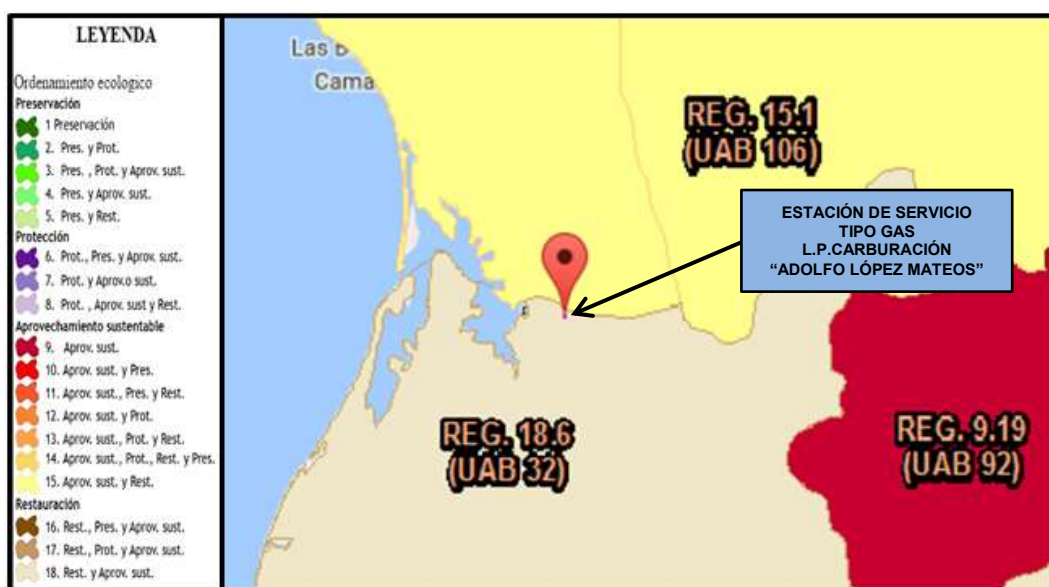 LEYENDA
Ordenamiento ecologico
Preservación
1 Preservación
2. Pres. y Prot.
3. Pres. , Prot. y Aprov. sust.
4. Pres. y Aprov. sust.
5. Pres. y Rest.
Protección
6. Prot., Pres. y Aprov. sust.
7. Prot. y Aprov.o sust.
8. Prot. , Aprov. sust y Rest.
Aprovechamiento sustentable
9. Aprov. sust.
10. Aprov. sust. y Pres.
11. Aprov. sust., Pres. y Rest.
12. Aprov. sust. y Prot.
13. Aprov. sust., Prot. y Rest.
14. Aprov. sust., Prot., Rest. y Pres.
15. Aprov. sust. y Rest.
Restauración
16. Rest., Pres. y Aprov. sust.
17. Rest., Prot. y Aprov. sust.
18. Rest. y Aprov. sust.
Las
Cama
REG. 15.1
(UAB 106)
ESTACIÓN DE SERVICIO
TIPO GAS
L.P.CARBURACIÓN
“ADOLFO LÓPEZ MATEOS”
REG. 18.6
(UAB 32)
REG. 9.19
(UAB 92)